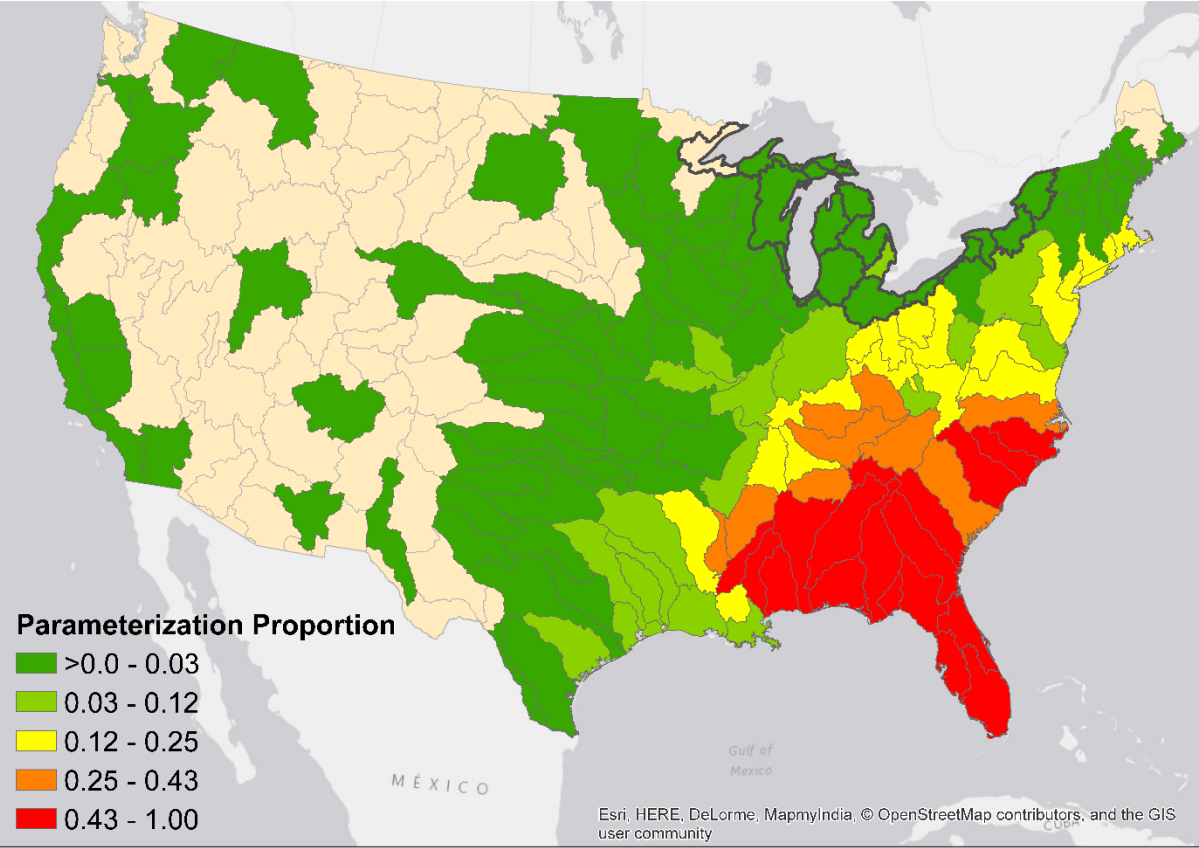 Parameterization Proportion
>0.0 - 0.03
0.03 - 0.12
0.12 - 0.25
0.25 - 0.43
0.43 - 1.00
Gulf of
Mexico
MÉXICO
CUBA
Esri, HERE, DeLorme, MapmyIndia, © OpenStreetMap contributors, and the GIS
user community